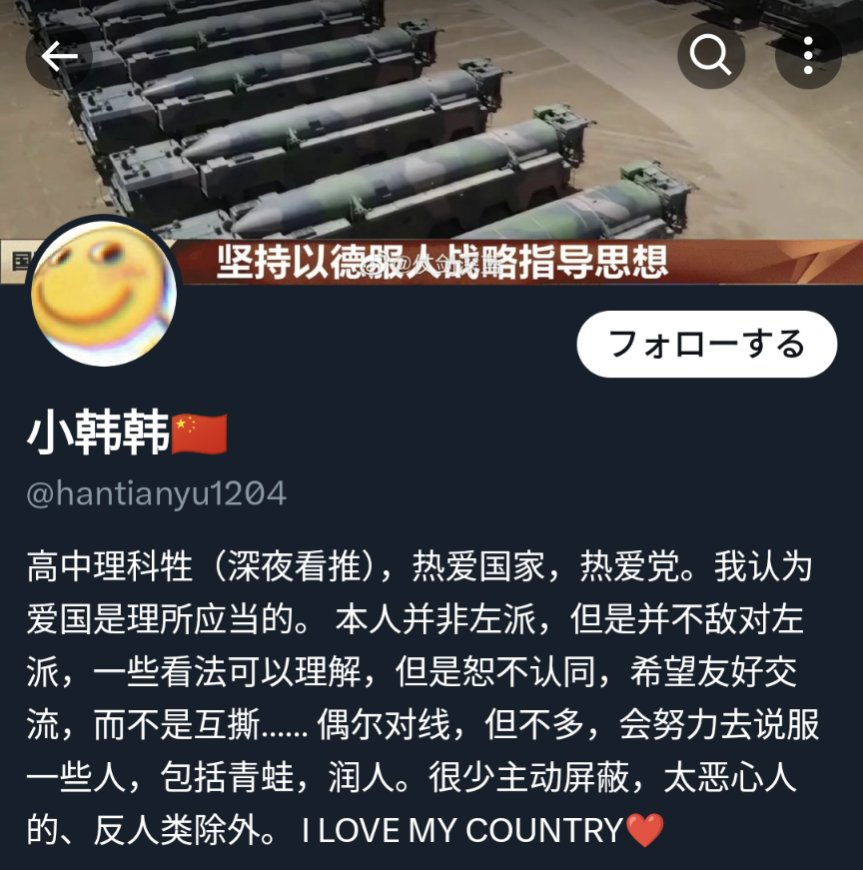 国
坚持以德服人战略指导思想
フォローする
小韩韩🇨🇳
@hantianyu1204
高中理科牲（深夜看推），热爱国家，热爱党。我认为
爱国是理所应当的。 本人并非左派，但是并不敌对左
派，一些看法可以理解，但是恕不认同，希望友好交
流，而不是互撕...... 偶尔对线，但不多，会努力去说服
一些人，包括青蛙，润人。很少主动屏蔽，太恶心人
的、反人类除外。 I LOVE MY COUNTRY❤️